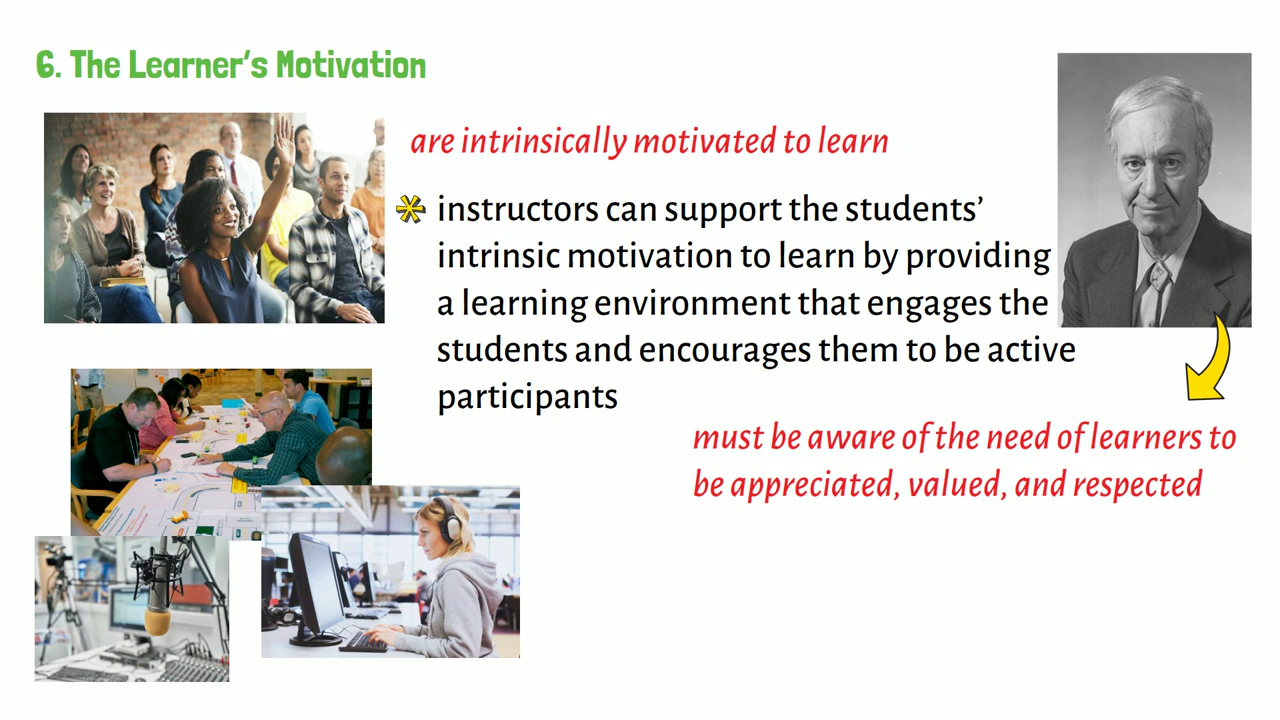 6. The Learner's Motivation
are intrinsically motivated to learn
instructors can support the students'
intrinsic motivation to learn by providing
a learning environment that engages the
students and encourages them to be active
participants
must be aware of the need of learners to
be appreciated, valued, and respected